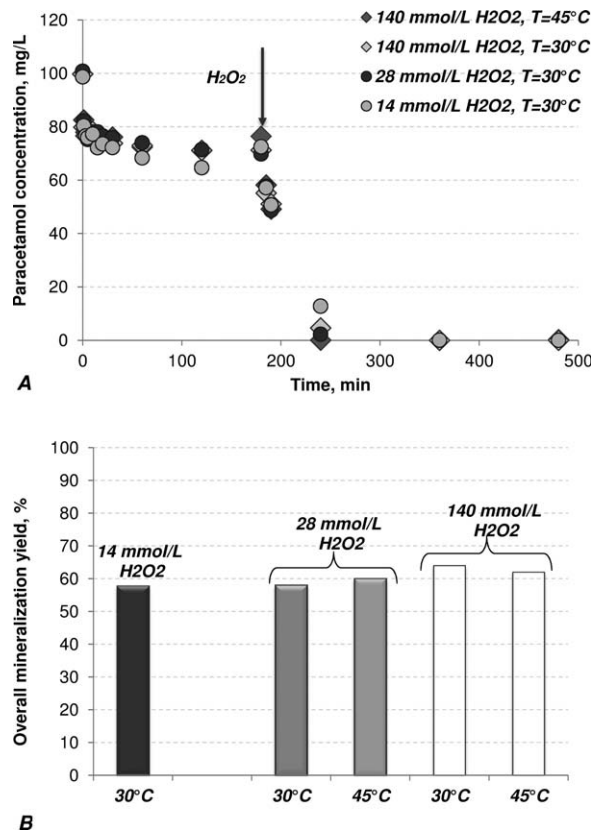 140 mmol/L H2O2, T=45°C
140 mmol/L H2O2, T=30°C
28 mmol/L H2O2, T=30°C
14 mmol/L H2O2, T=30°C
H₂O₂
Paracetamol concentration, mg/L
120
100
80
60
40
20
0
0 100 200 300 400 500
Time, min
A
Overall mineralization yield, %
100
90
80
70
60
50
40
30
20
10
0
14 mmol/L
H2O2
28 mmol/L
H2O2
140 mmol/L
H2O2
30°C 30°C 45°C 30°C 45°C
B